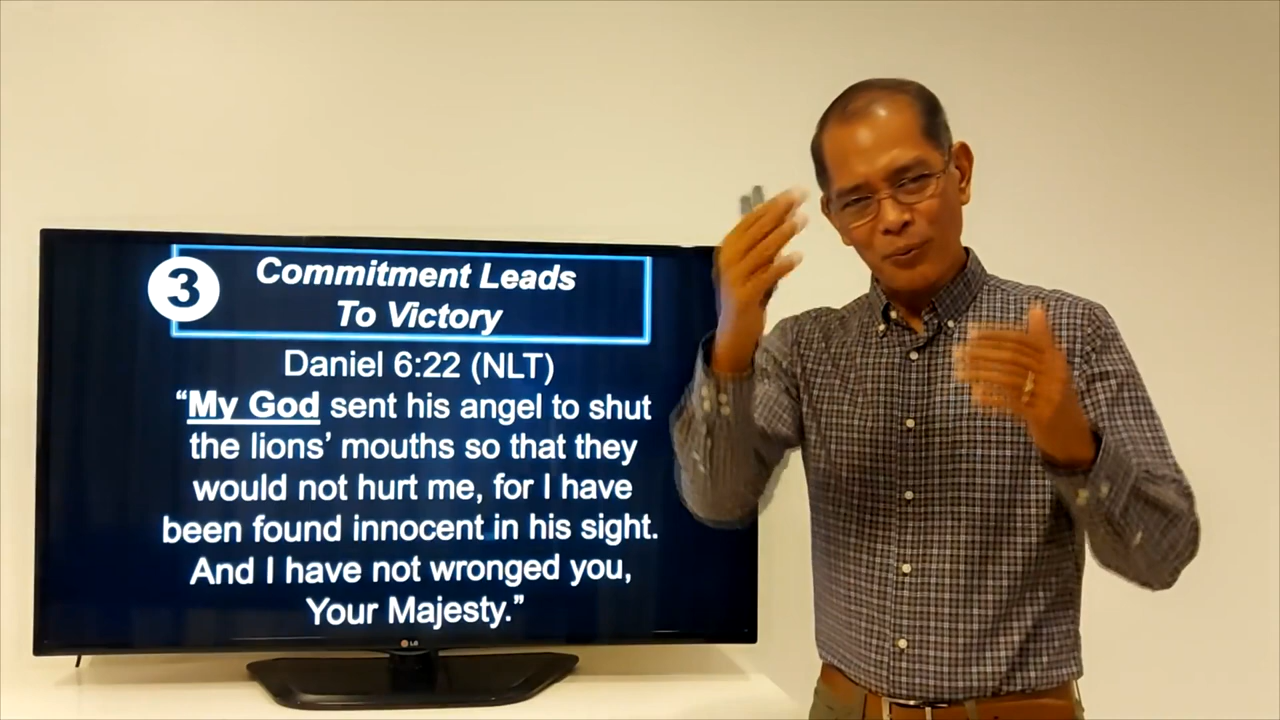 3
Commitment Leads
To Victory
Daniel 6:22 (NLT)
“My God sent his angel to shut
the lions’ mouths so that they
would not hurt me, for I have
been found innocent in his sight.
And I have not wronged you,
Your Majesty.”
LG